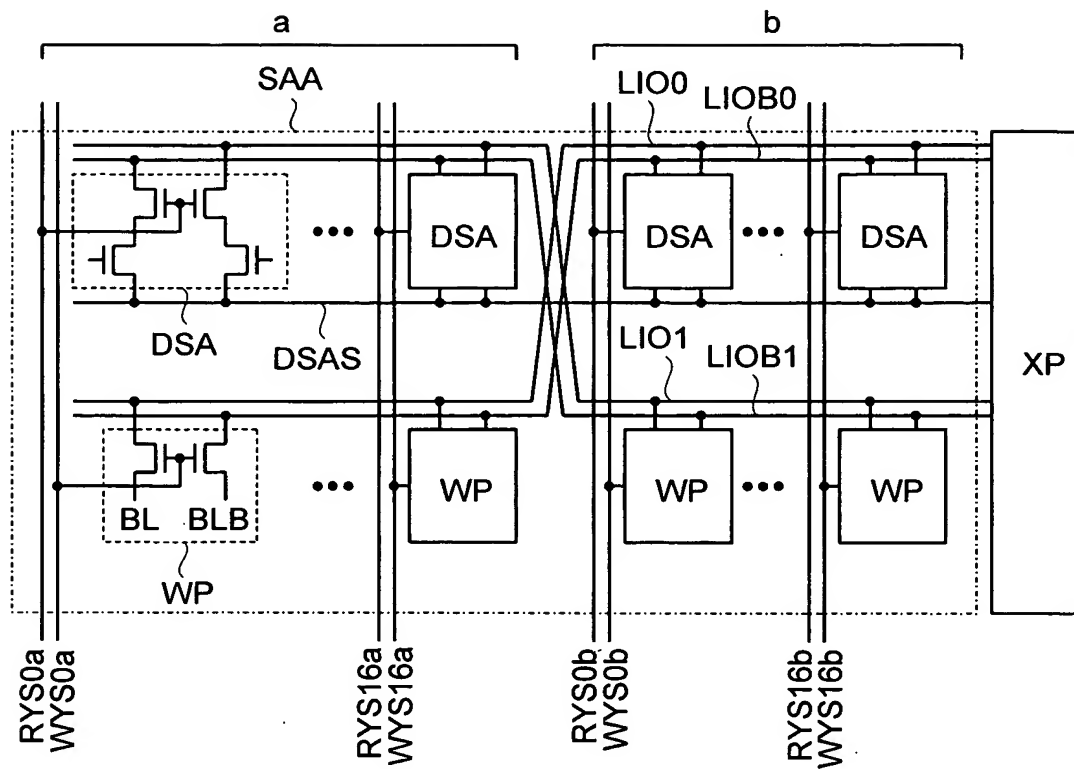 a
b
SAA
LIO0
LIOB0
DSA
DSA
DSA
DSA
DSAS
LIO1
LIOB1
XP
BL
BLB
WP
WP
WP
WP
RYS0a
WYS0a
RYS16a
WYS16a
RYS0b
WYS0b
RYS16b
WYS16b